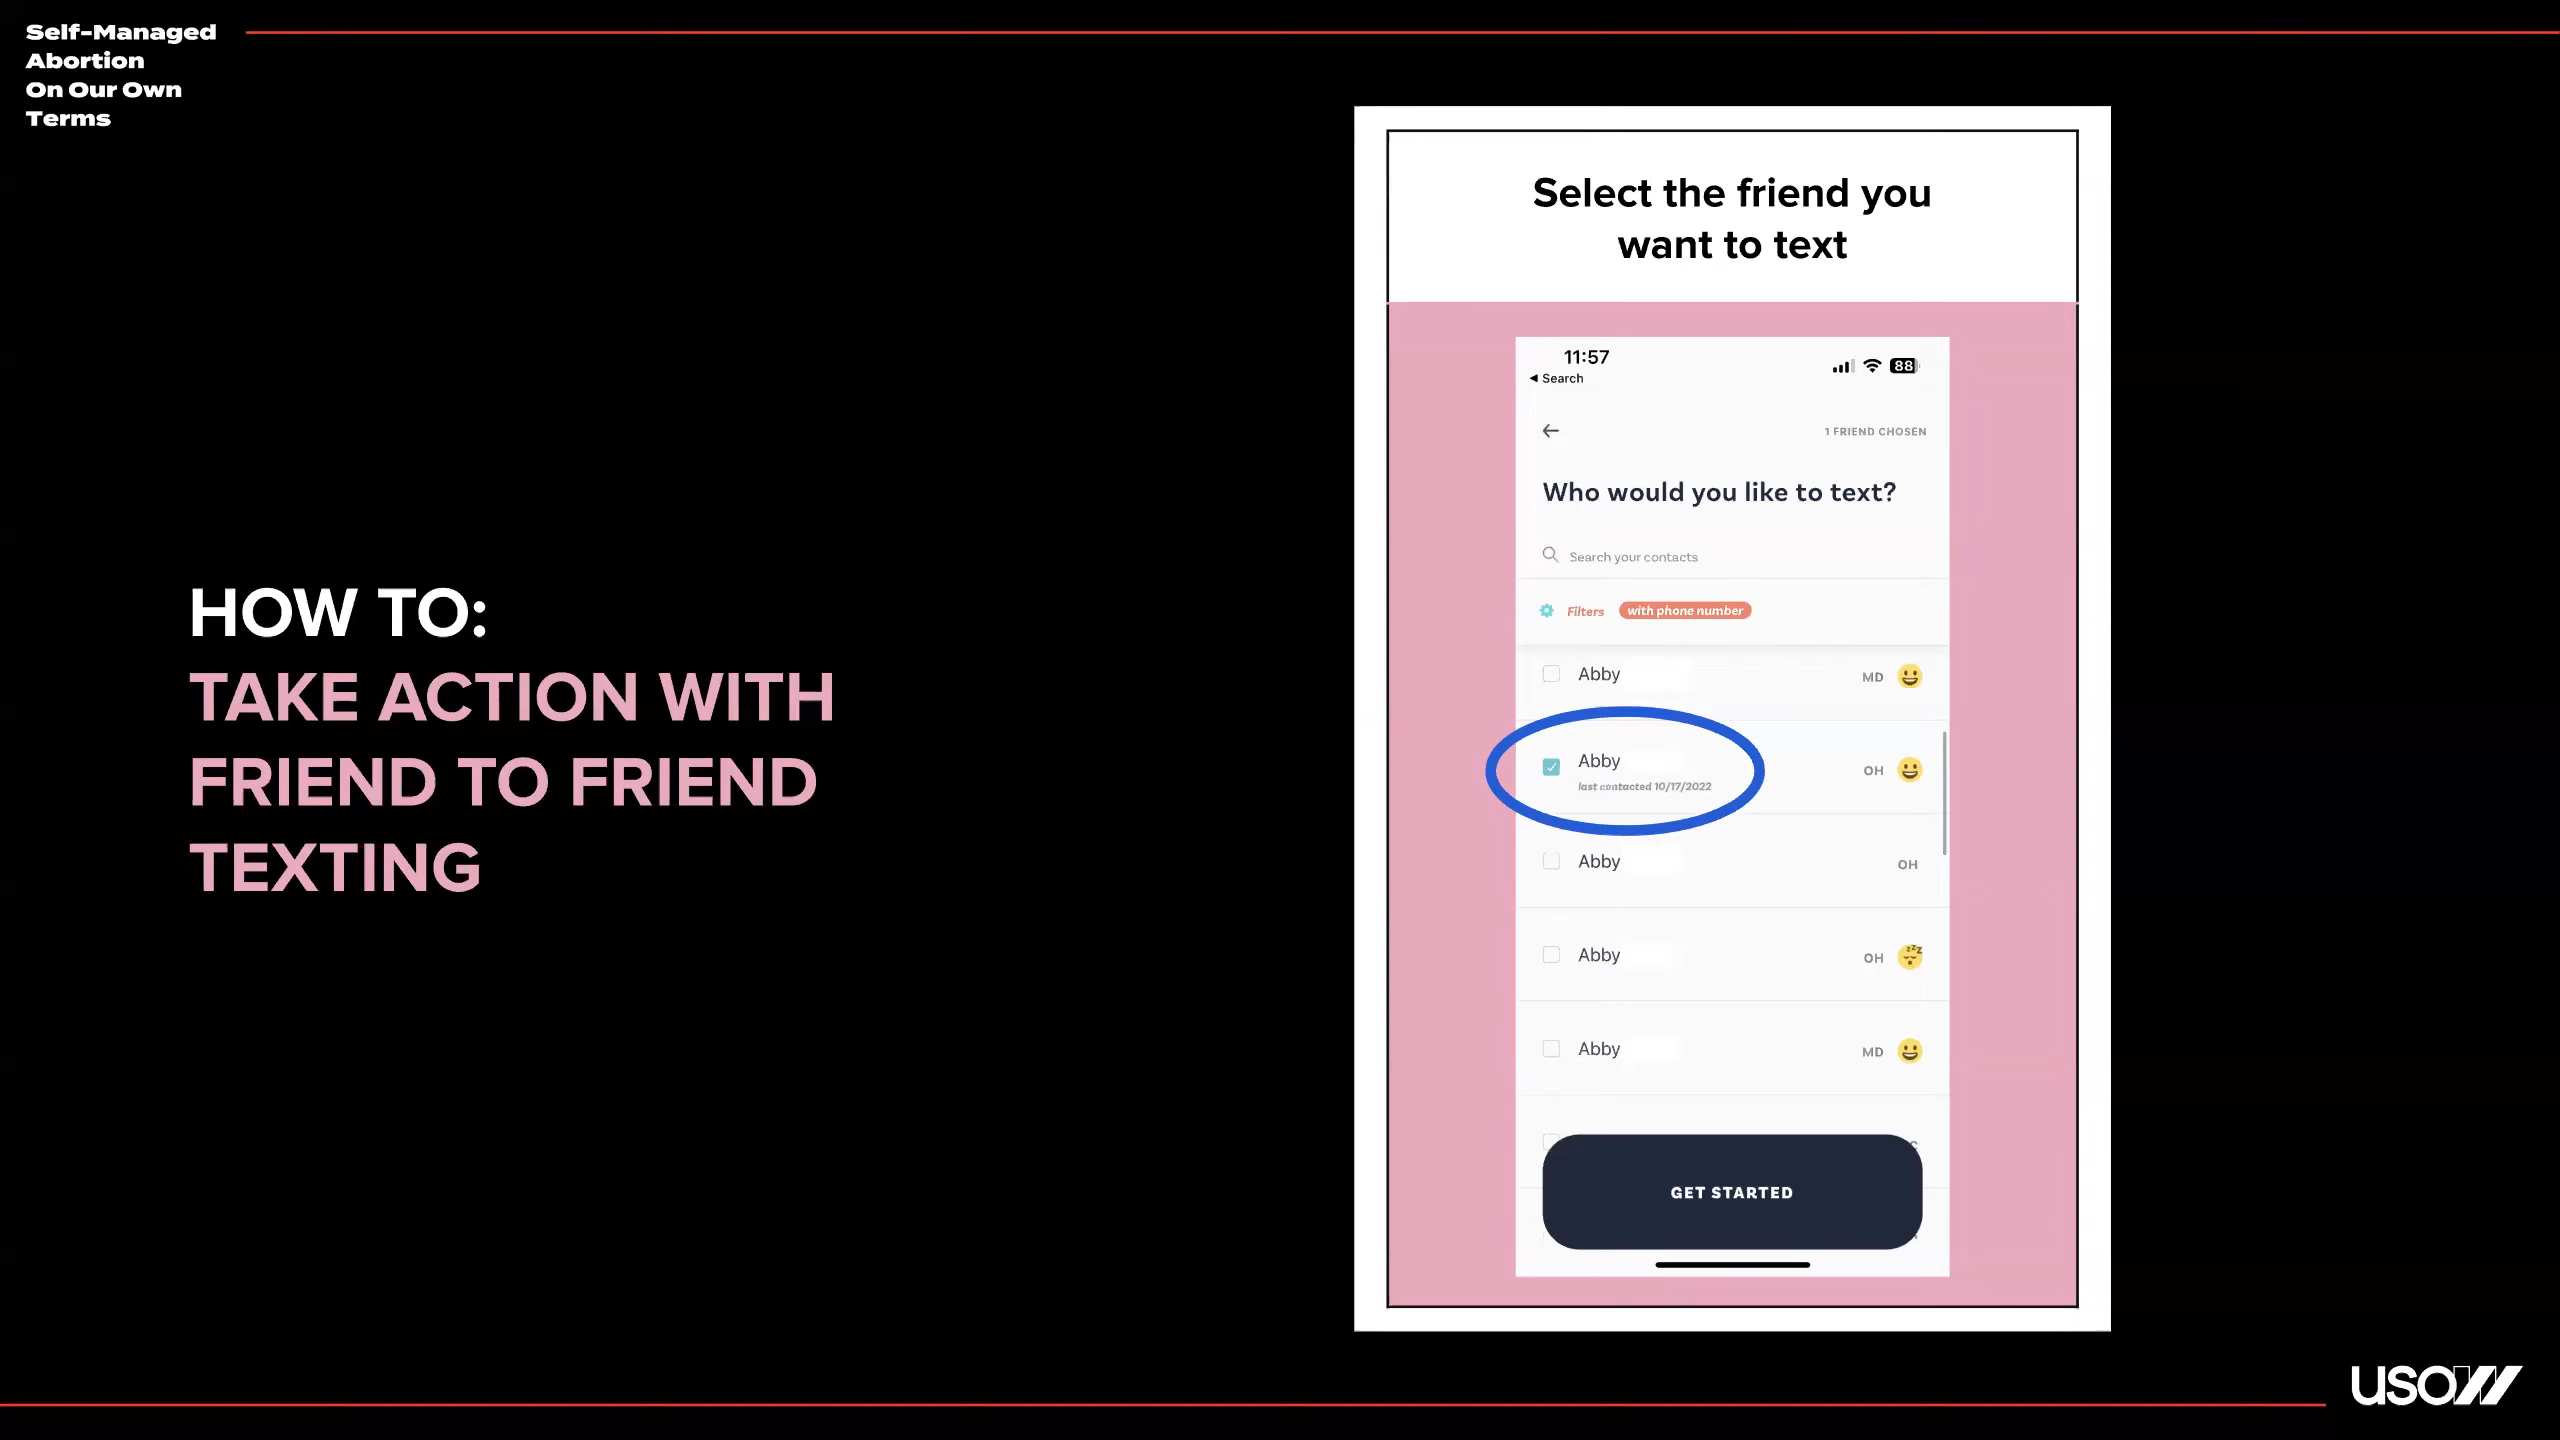 Self-Managed
Abortion
On Our Own
Terms
HOW TO:
TAKE ACTION WITH
FRIEND TO FRIEND
TEXTING
Select the friend you
want to text
11:57
88
◄ Search
1 FRIEND CHOSEN
Who would you like to text?
Search your contacts
Filters with phone number
Abby MD
Abby OH
last contacted 10/17/2022
Abby OH
Abby OH
Abby MD
GET STARTED
USOW